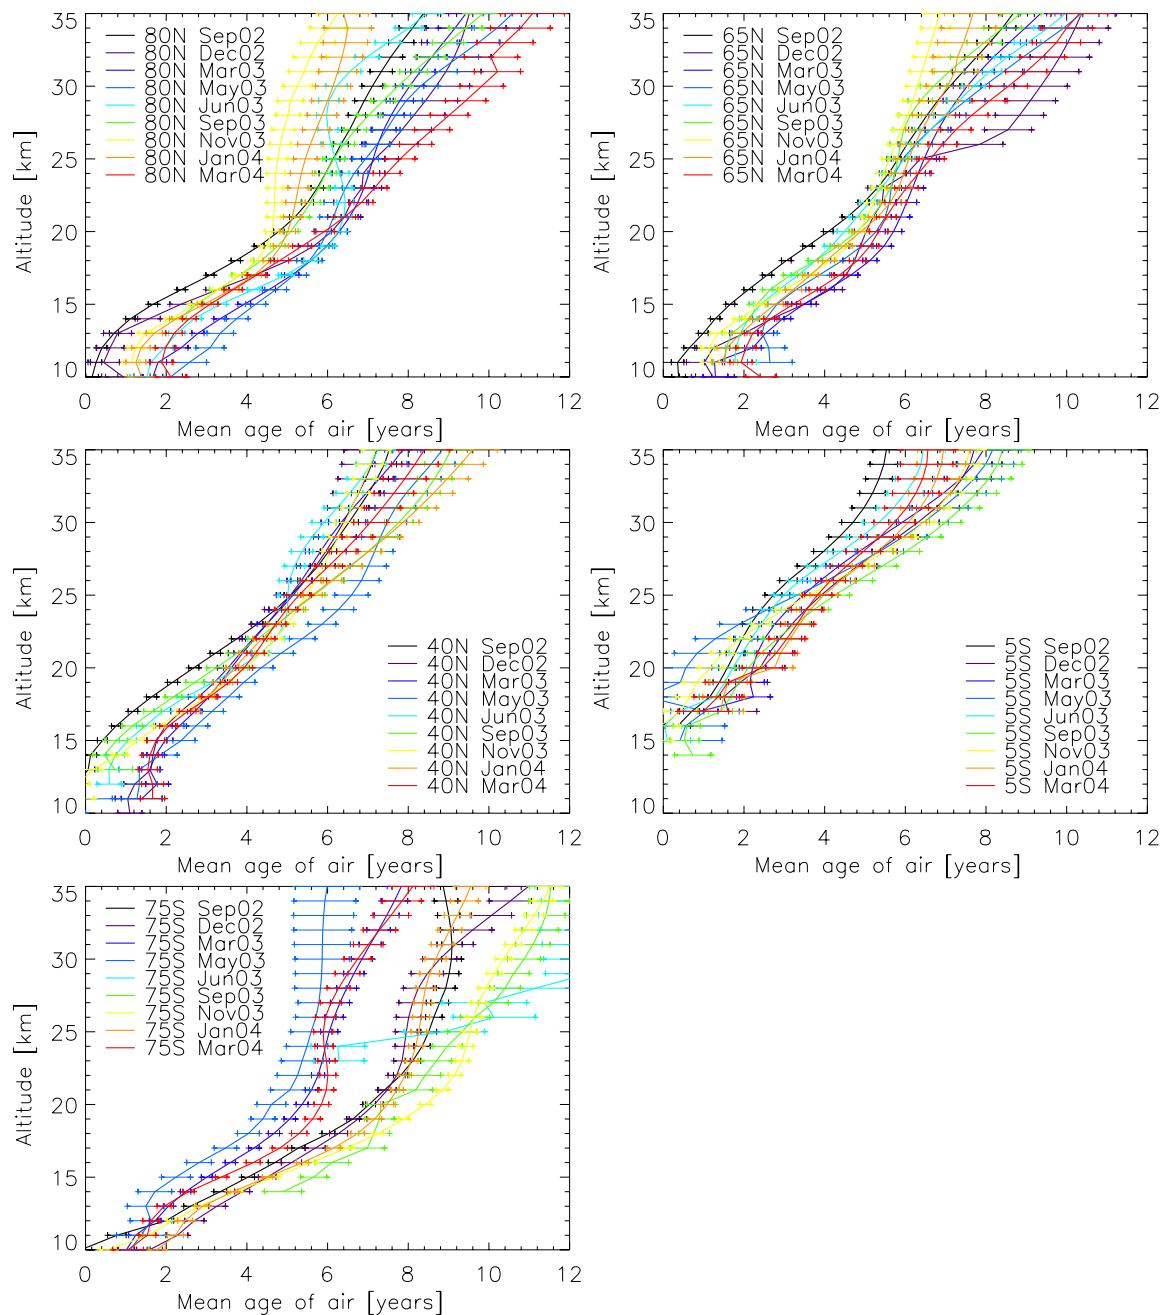 35
30
25
20
15
10
Altitude [km]
80N Sep02
80N Dec02
80N Mar03
80N May03
80N Jun03
80N Sep03
80N Nov03
80N Jan04
80N Mar04
0 2 4 6 8 10 12
Mean age of air [years]
35
30
25
20
15
10
Altitude [km]
65N Sep02
65N Dec02
65N Mar03
65N May03
65N Jun03
65N Sep03
65N Nov03
65N Jan04
65N Mar04
0 2 4 6 8 10 12
Mean age of air [years]
35
30
25
20
15
10
Altitude [km]
40N Sep02
40N Dec02
40N Mar03
40N May03
40N Jun03
40N Sep03
40N Nov03
40N Jan04
40N Mar04
0 2 4 6 8 10 12
Mean age of air [years]
35
30
25
20
15
10
Altitude [km]
5S Sep02
5S Dec02
5S Mar03
5S May03
5S Jun03
5S Sep03
5S Nov03
5S Jan04
5S Mar04
0 2 4 6 8 10 12
Mean age of air [years]
35
30
25
20
15
10
Altitude [km]
75S Sep02
75S Dec02
75S Mar03
75S May03
75S Jun03
75S Sep03
75S Nov03
75S Jan04
75S Mar04
0 2 4 6 8 10 12
Mean age of air [years]